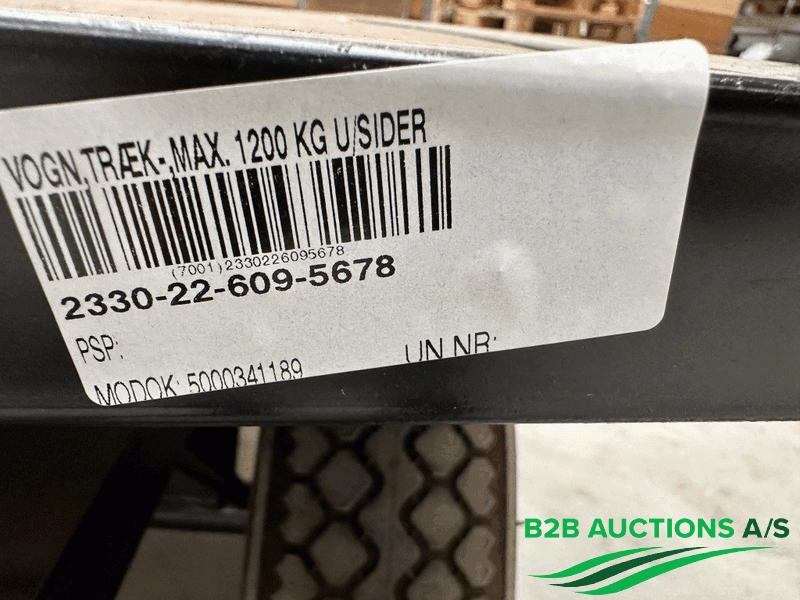 VOGN,TRÆK-,MAX. 1200 KG U/SIDER
(7001)2330226095678
2330-22-609-5678
PSP:
UN NR:
MODOK: 5000341189
B2B AUCTIONS A/S